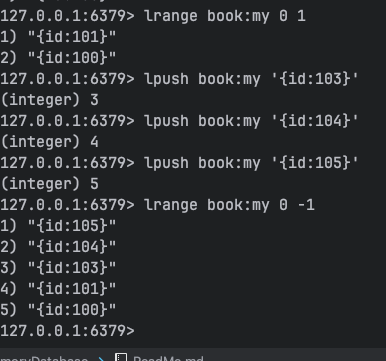 127.0.0.1:6379> lrange book:my 0 1
1) "{id:101}"
2) "{id:100}"
127.0.0.1:6379> lpush book:my '{id:103}'
(integer) 3
127.0.0.1:6379> lpush book:my '{id:104}'
(integer) 4
127.0.0.1:6379> lpush book:my '{id:105}'
(integer) 5
127.0.0.1:6379> lrange book:my 0 -1
1) "{id:105}"
2) "{id:104}"
3) "{id:103}"
4) "{id:101}"
5) "{id:100}"
127.0.0.1:6379>
ReadMe.md